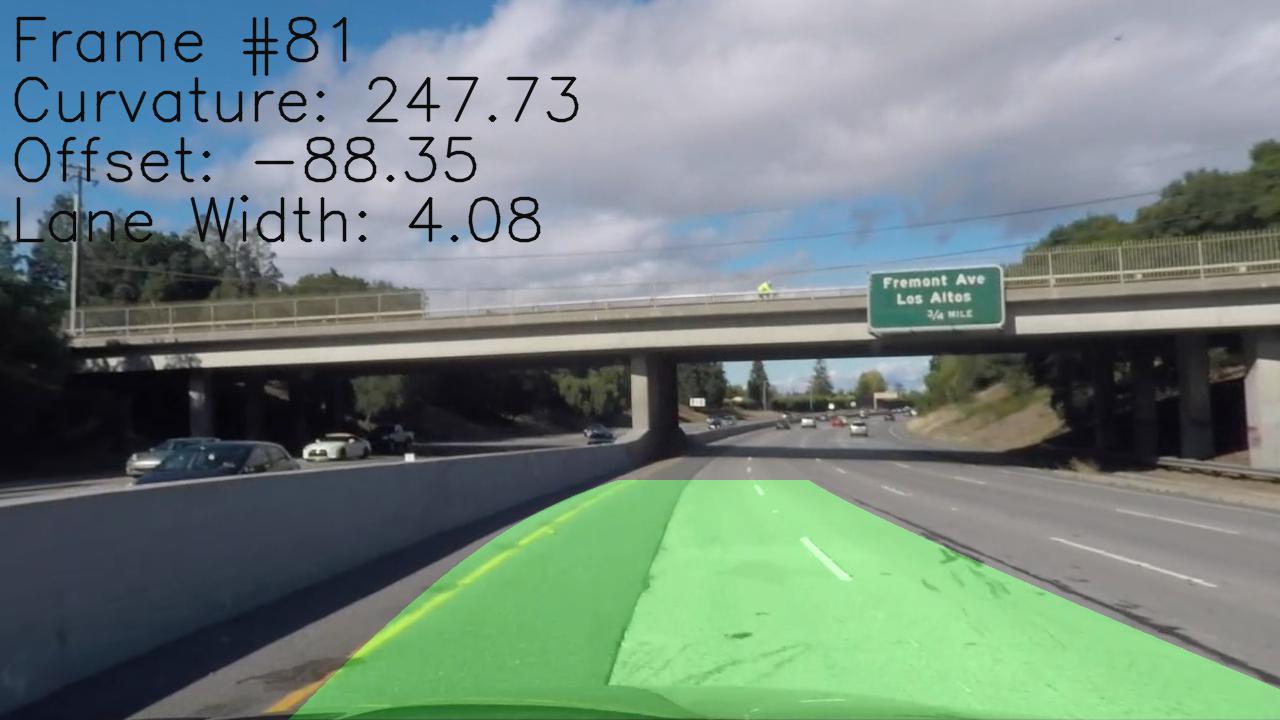 Frame #81
Curvature: 247.73
Offset: -88.35
Lane Width: 4.08
Fremont Ave
Los Altos
3/4 MILE